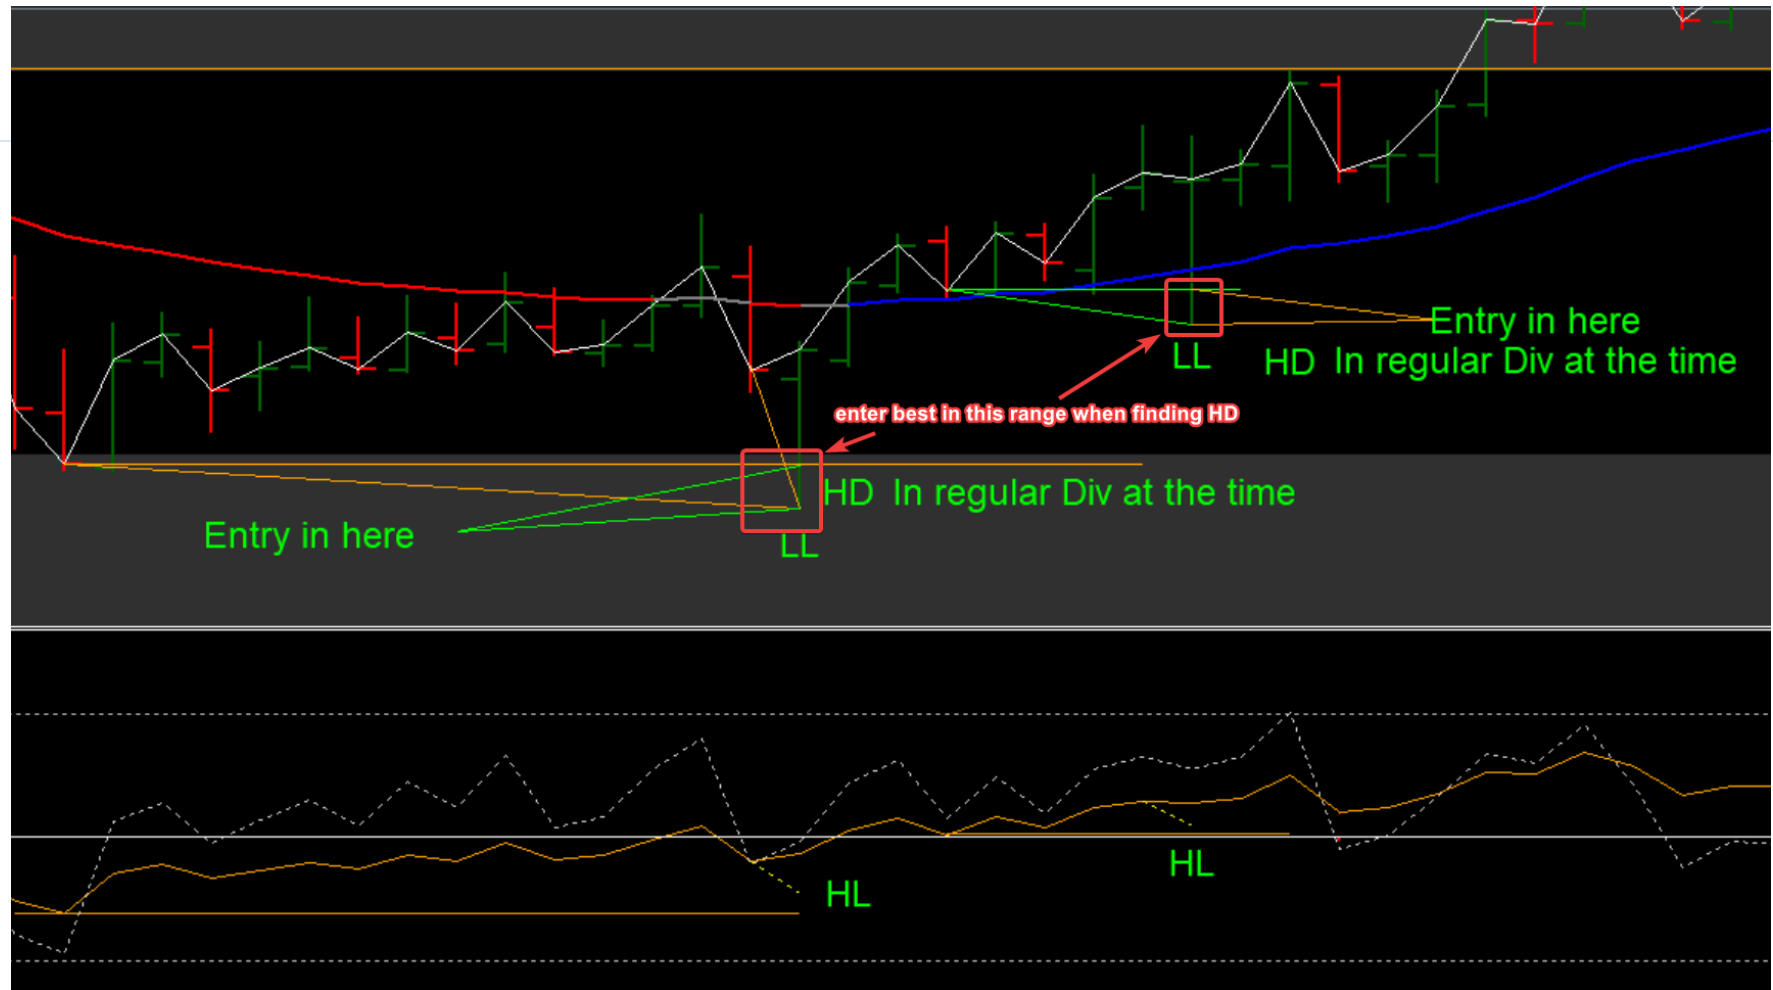 Entry in here
LL
HD In regular Div at the time
enter best in this range when finding HD
HD In regular Div at the time
Entry in here
LL
HL
HL